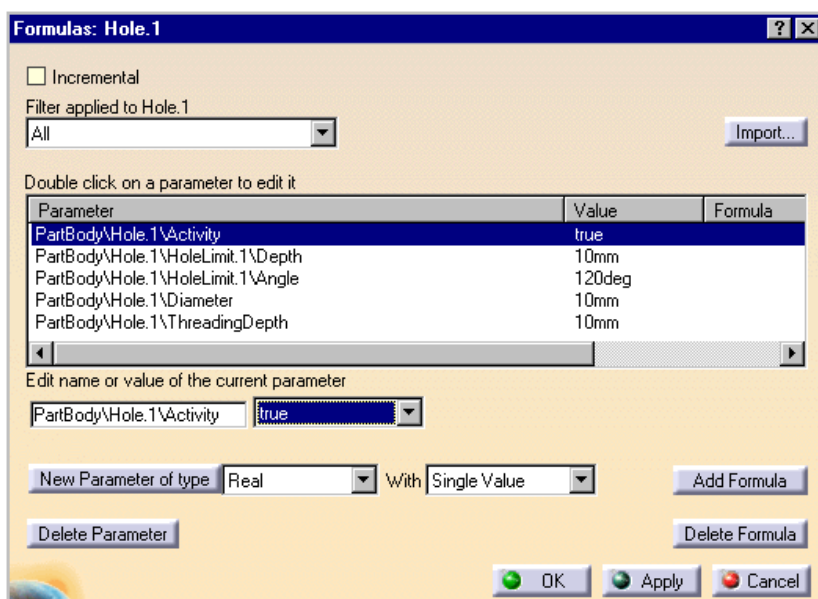 Formulas: Hole.1
Incremental
Filter applied to Hole.1
All
Import...
Double click on a parameter to edit it
Parameter Value Formula
PartBody\Hole.1\Activity true
PartBody\Hole.1\HoleLimit.1\Depth 10mm
PartBody\Hole.1\HoleLimit.1\Angle 120deg
PartBody\Hole.1\Diameter 10mm
PartBody\Hole.1\ThreadingDepth 10mm
Edit name or value of the current parameter
PartBody\Hole.1\Activity true
New Parameter of type Real With Single Value Add Formula
Delete Parameter Delete Formula
OK Apply Cancel